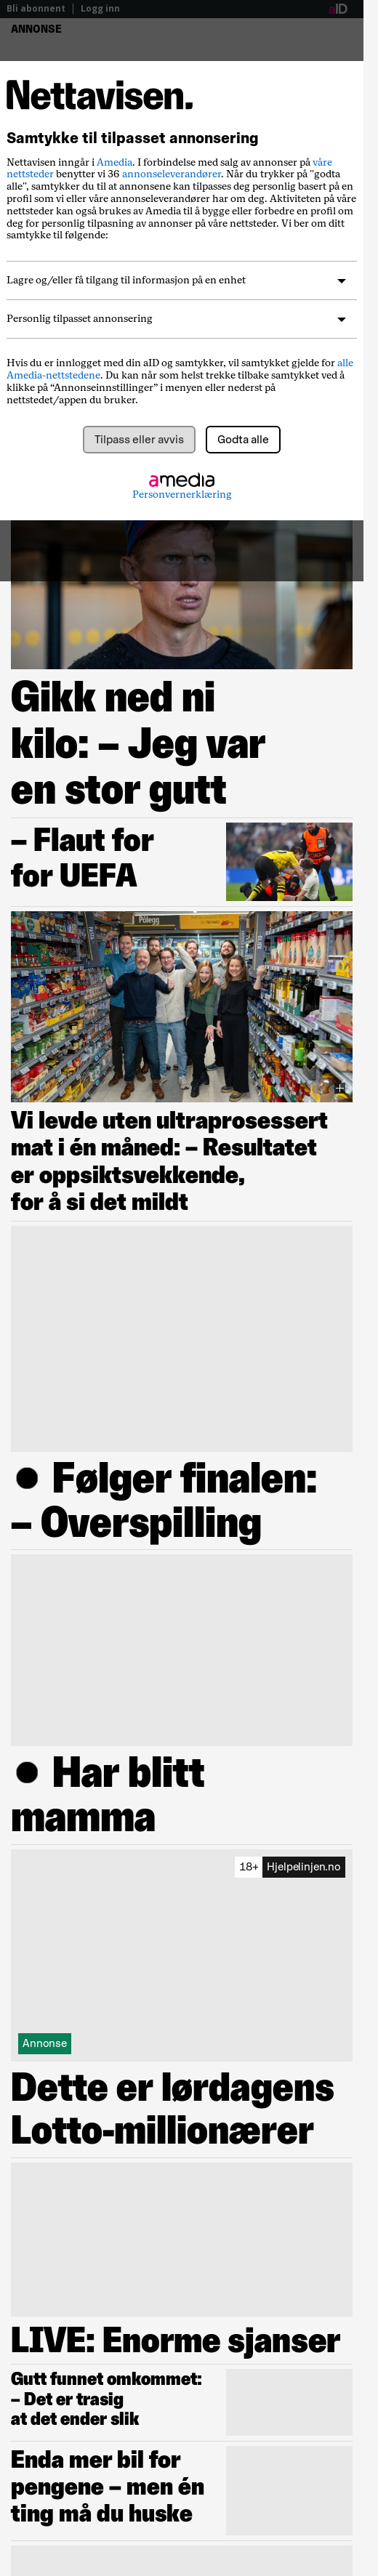 Bli abonnent | Logg inn
aID
ANNONSE
Nettavisen.
Samtykke til tilpasset annonsering
Nettavisen inngår i Amedia. I forbindelse med salg av annonser på våre
nettsteder benytter vi 36 annonseleverandører. Når du trykker på "godta
alle", samtykker du til at annonsene kan tilpasses deg personlig basert på en
profil som vi eller våre annonseleverandører har om deg. Aktiviteten på våre
nettsteder kan også brukes av Amedia til å bygge eller forbedre en profil om
deg for personlig tilpasning av annonser på våre nettsteder. Vi ber om ditt
samtykke til følgende:
Lagre og/eller få tilgang til informasjon på en enhet
Personlig tilpasset annonsering
Hvis du er innlogget med din aID og samtykker, vil samtykket gjelde for alle
Amedia-nettstedene. Du kan når som helst trekke tilbake samtykket ved å
klikke på “Annonseinnstillinger” i menyen eller nederst på
nettstedet/appen du bruker.
Tilpass eller avvis
Godta alle
amedia
Personvernerklæring
Gikk ned ni
kilo: – Jeg var
en stor gutt
– Flaut for
for UEFA
Pålegg
Vi levde uten ultraprosessert
mat i én måned: – Resultatet
er oppsiktsvekkende,
for å si det mildt
● Følger finalen:
– Overspilling
● Har blitt
mamma
18+ Hjelpelinjen.no
Annonse
Dette er lørdagens
Lotto-millionærer
LIVE: Enorme sjanser
Gutt funnet omkommet:
– Det er trasig
at det ender slik
Enda mer bil for
pengene – men én
ting må du huske